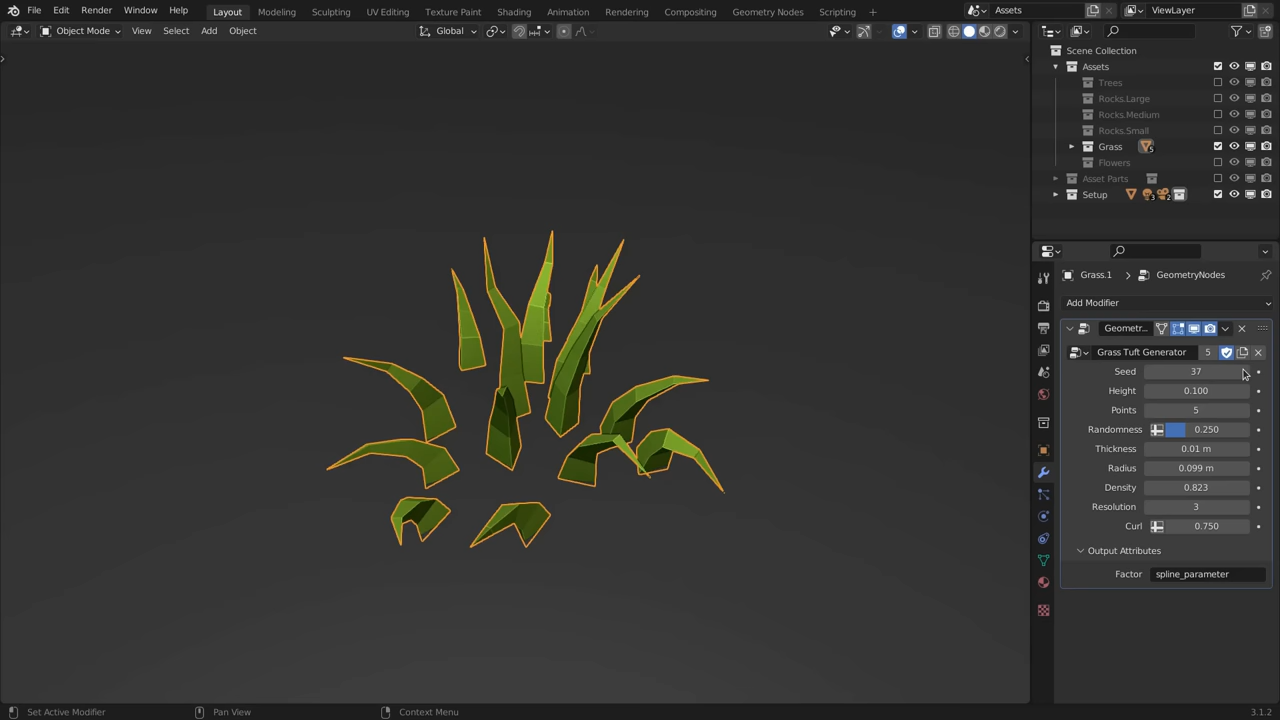 File Edit Render Window Help Layout Modeling Sculpting UV Editing Texture Paint Shading Animation Rendering Compositing Geometry Nodes Scripting Assets ViewLayer
Object Mode View Select Add Object Global
Scene Collection
Assets
Trees
Rocks.Large
Rocks.Medium
Rocks.Small
Grass 5
Flowers
Asset Parts
Setup 3 2
Grass.1 GeometryNodes
Add Modifier
Geometr...
Grass Tuft Generator 5
Seed 37
Height 0.100
Points 5
Randomness 0.250
Thickness 0.01 m
Radius 0.099 m
Density 0.823
Resolution 3
Curl 0.750
Output Attributes
Factor spline_parameter
Set Active Modifier Pan View Context Menu 3.1.2